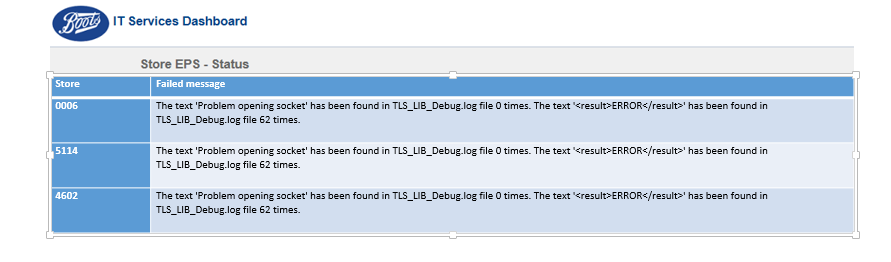 Boots IT Services Dashboard
Store EPS - Status
Store Failed message
0006 The text 'Problem opening socket' has been found in TLS_LIB_Debug.log file 0 times. The text '<result>ERROR</result>' has been found in
TLS_LIB_Debug.log file 62 times.
5114 The text 'Problem opening socket' has been found in TLS_LIB_Debug.log file 0 times. The text '<result>ERROR</result>' has been found in
TLS_LIB_Debug.log file 62 times.
4602 The text 'Problem opening socket' has been found in TLS_LIB_Debug.log file 0 times. The text '<result>ERROR</result>' has been found in
TLS_LIB_Debug.log file 62 times.